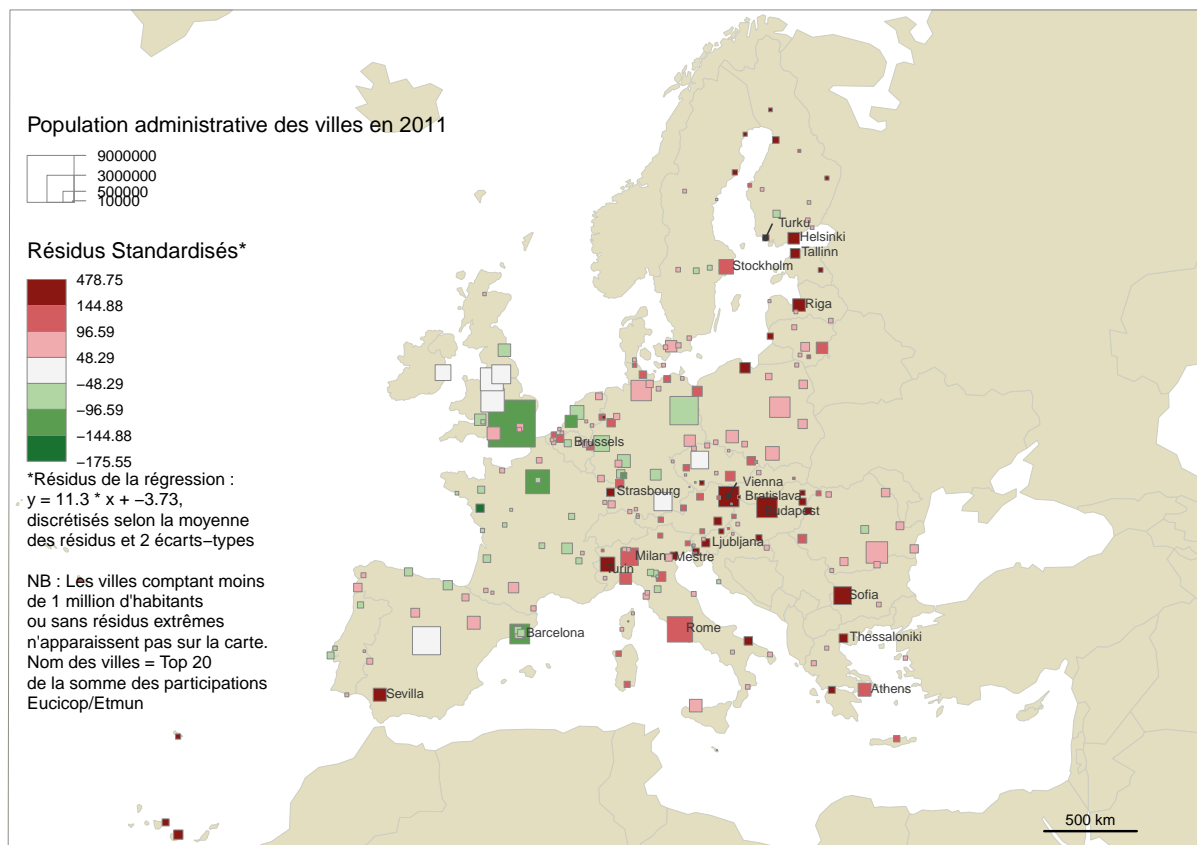 Population administrative des villes en 2011
9000000
3000000
500000
10000
Résidus Standardisés*
478.75
144.88
96.59
48.29
−48.29
−96.59
−144.88
−175.55
*Résidus de la régression :
y = 11.3 * x + −3.73,
discrétisés selon la moyenne
des résidus et 2 écarts−types
NB : Les villes comptant moins
de 1 million d'habitants
ou sans résidus extrêmes
n'apparaissent pas sur la carte.
Nom des villes = Top 20
de la somme des participations
Eucicop/Etmun
Turku
Helsinki
Tallinn
Stockholm
Riga
Brussels
Strasbourg
Vienna
Bratislava
Budapest
Ljubljana
Milan
Mestre
Turin
Sofia
Rome
Barcelona
Thessaloniki
Athens
Sevilla
500 km